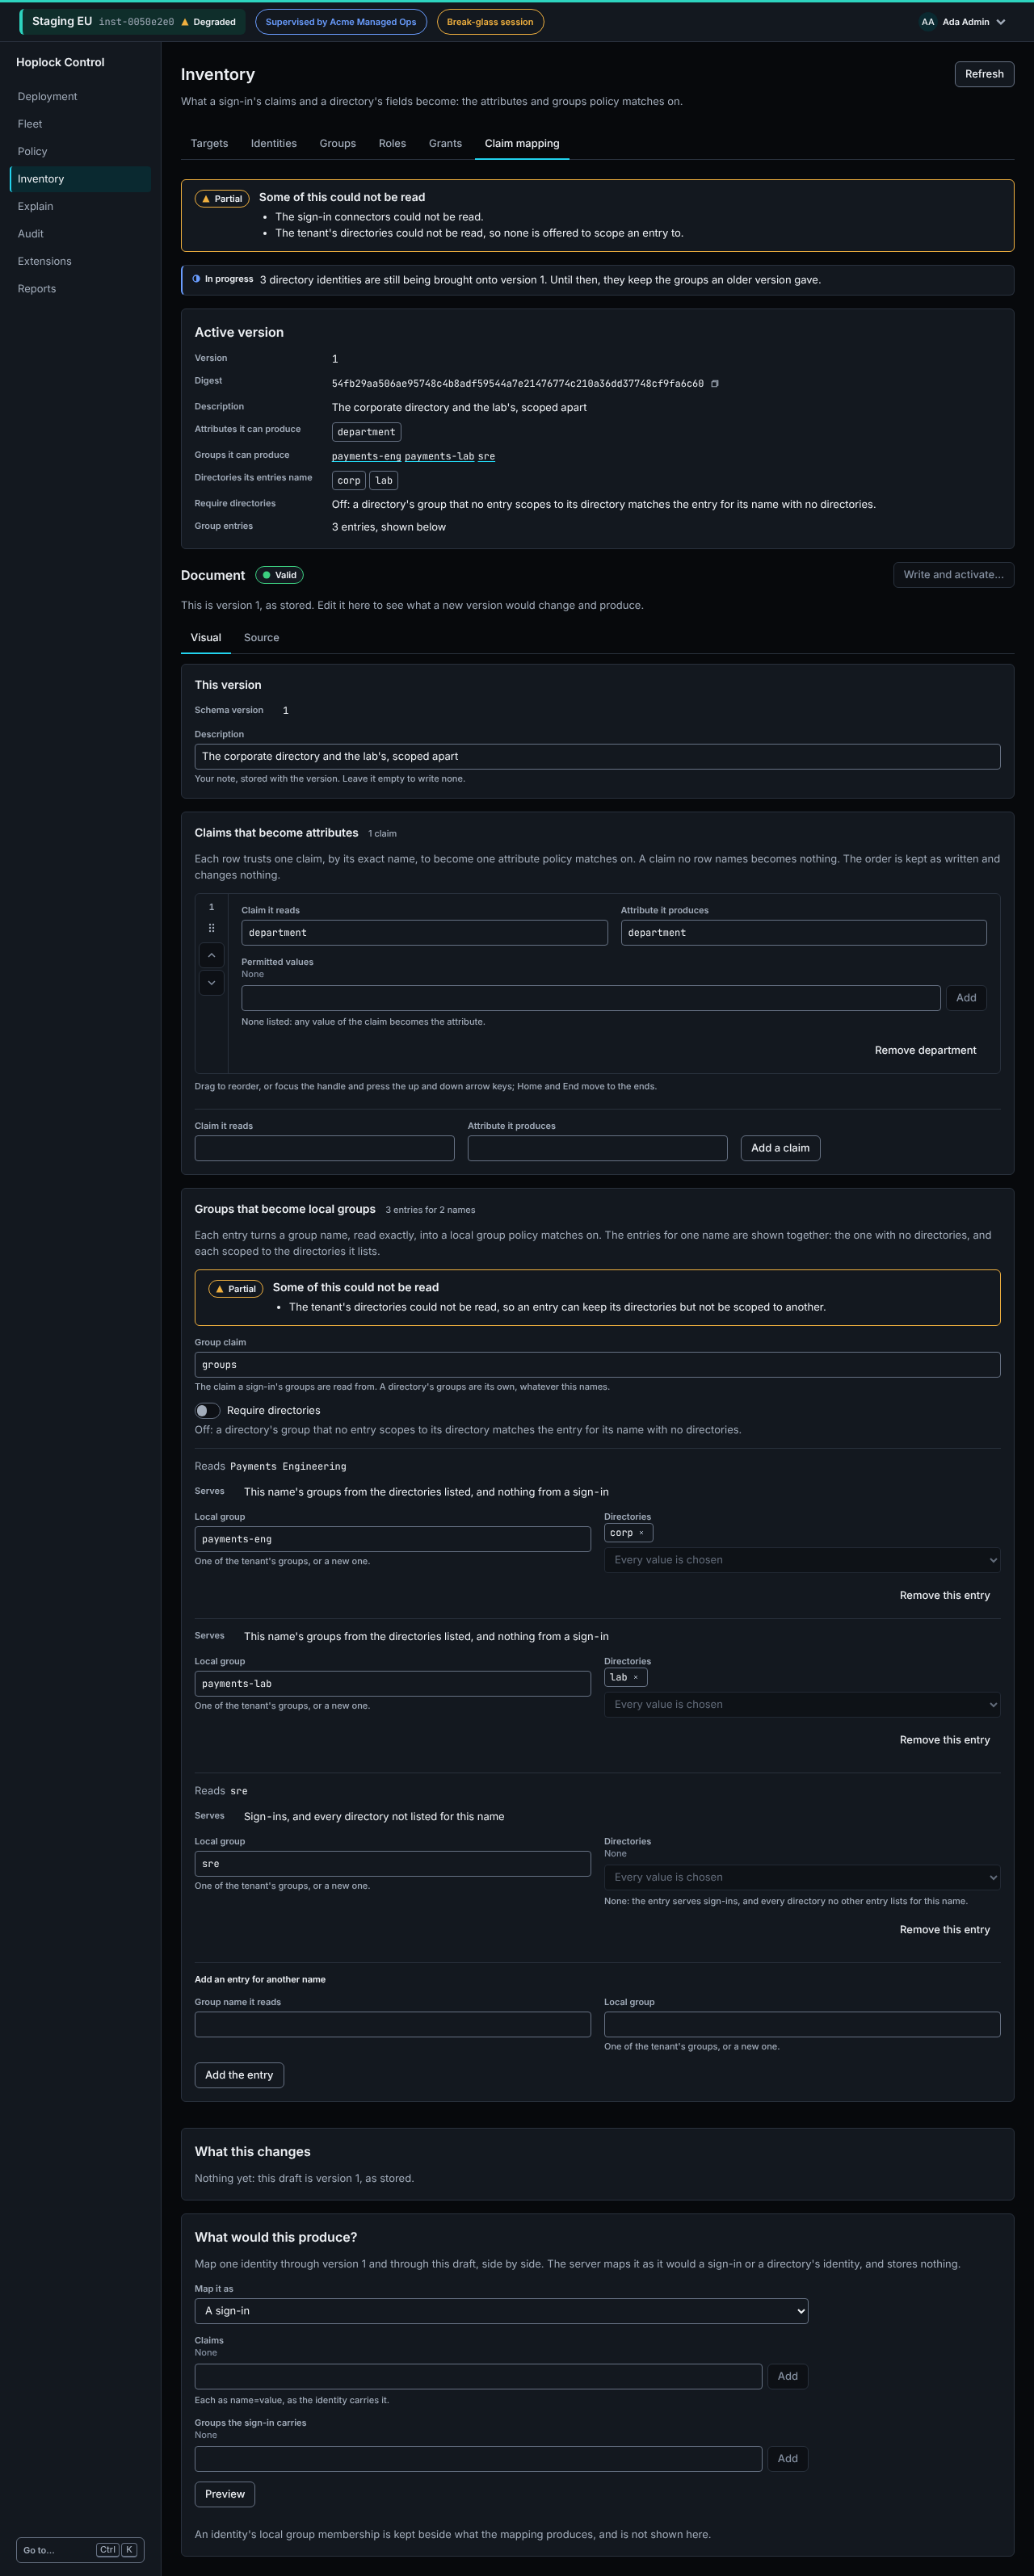 Staging EU inst-0050e2e0 Degraded Supervised by Acme Managed Ops Break-glass session AA Ada Admin
Hoplock Control
Deployment
Fleet
Policy
Inventory
Explain
Audit
Extensions
Reports
Go to... Ctrl K
Inventory Refresh
What a sign-in's claims and a directory's fields become: the attributes and groups policy matches on.
Targets Identities Groups Roles Grants Claim mapping
Partial Some of this could not be read
• The sign-in connectors could not be read.
• The tenant's directories could not be read, so none is offered to scope an entry to.
In progress 3 directory identities are still being brought onto version 1. Until then, they keep the groups an older version gave.
Active version
Version 1
Digest 54fb29aa506ae95748c4b8adf59544a7e21476774c210a36dd37748cf9fa6c60
Description The corporate directory and the lab's, scoped apart
Attributes it can produce department
Groups it can produce payments-eng payments-lab sre
Directories its entries name corp lab
Require directories Off: a directory's group that no entry scopes to its directory matches the entry for its name with no directories.
Group entries 3 entries, shown below
Document Valid Write and activate...
This is version 1, as stored. Edit it here to see what a new version would change and produce.
Visual Source
This version
Schema version 1
Description
The corporate directory and the lab's, scoped apart
Your note, stored with the version. Leave it empty to write none.
Claims that become attributes 1 claim
Each row trusts one claim, by its exact name, to become one attribute policy matches on. A claim no row names becomes nothing. The order is kept as written and
changes nothing.
1
Claim it reads Attribute it produces
department department
Permitted values
None
Add
None listed: any value of the claim becomes the attribute.
Remove department
Drag to reorder, or focus the handle and press the up and down arrow keys; Home and End move to the ends.
Claim it reads Attribute it produces
Add a claim
Groups that become local groups 3 entries for 2 names
Each entry turns a group name, read exactly, into a local group policy matches on. The entries for one name are shown together: the one with no directories, and
each scoped to the directories it lists.
Partial Some of this could not be read
• The tenant's directories could not be read, so an entry can keep its directories but not be scoped to another.
Group claim
groups
The claim a sign-in's groups are read from. A directory's groups are its own, whatever this names.
Require directories
Off: a directory's group that no entry scopes to its directory matches the entry for its name with no directories.
Reads Payments Engineering
Serves This name's groups from the directories listed, and nothing from a sign-in
Local group Directories
payments-eng corp ×
Every value is chosen
One of the tenant's groups, or a new one.
Remove this entry
Serves This name's groups from the directories listed, and nothing from a sign-in
Local group Directories
payments-lab lab ×
Every value is chosen
One of the tenant's groups, or a new one.
Remove this entry
Reads sre
Serves Sign-ins, and every directory not listed for this name
Local group Directories
None
sre Every value is chosen
One of the tenant's groups, or a new one. None: the entry serves sign-ins, and every directory no other entry lists for this name.
Remove this entry
Add an entry for another name
Group name it reads Local group
One of the tenant's groups, or a new one.
Add the entry
What this changes
Nothing yet: this draft is version 1, as stored.
What would this produce?
Map one identity through version 1 and through this draft, side by side. The server maps it as it would a sign-in or a directory's identity, and stores nothing.
Map it as
A sign-in
Claims
None
Add
Each as name=value, as the identity carries it.
Groups the sign-in carries
None
Add
Preview
An identity's local group membership is kept beside what the mapping produces, and is not shown here.